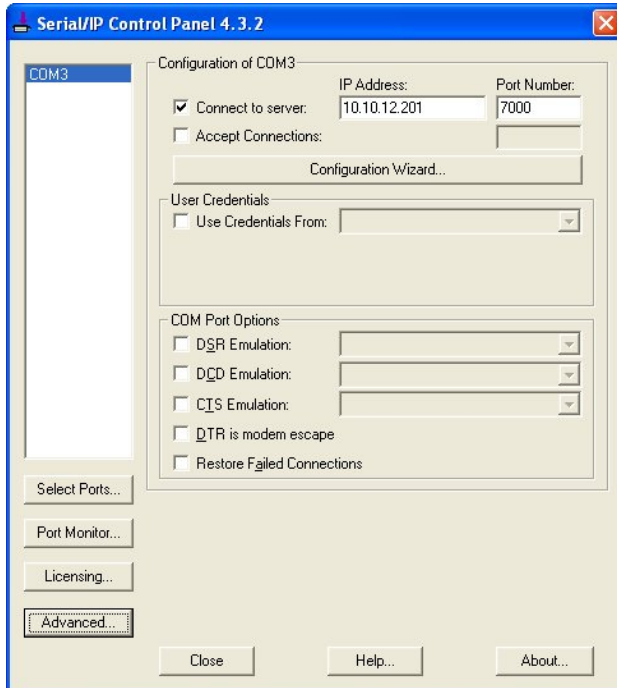 Serial/IP Control Panel 4.3.2
COM3
Configuration of COM3
IP Address: Port Number:
Connect to server: 10.10.12.201 7000
Accept Connections:
Configuration Wizard...
User Credentials
Use Credentials From:
COM Port Options
DSR Emulation:
DCD Emulation:
CTS Emulation:
DTR is modem escape
Restore Failed Connections
Select Ports...
Port Monitor...
Licensing...
Advanced...
Close Help... About...